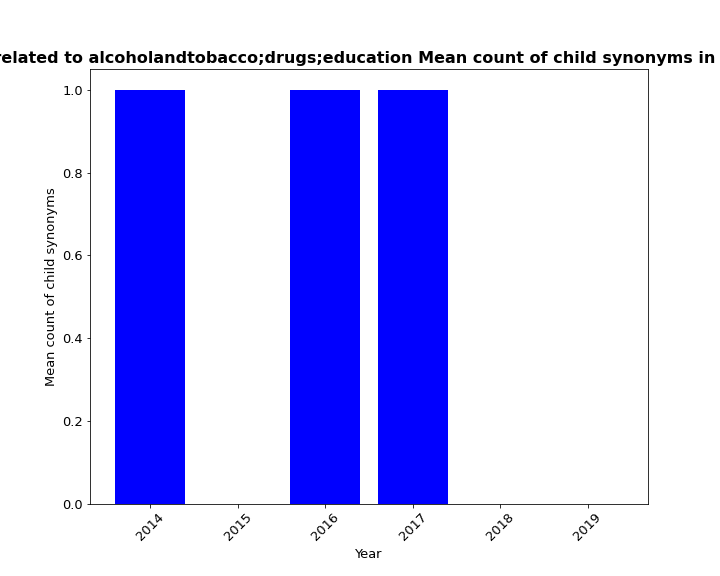 related to alcoholandtobacco;drugs;education Mean count of child synonyms in
1.0
0.8
0.6
0.4
0.2
0.0
Mean count of child synonyms
2014 2015 2016 2017 2018 2019
Year